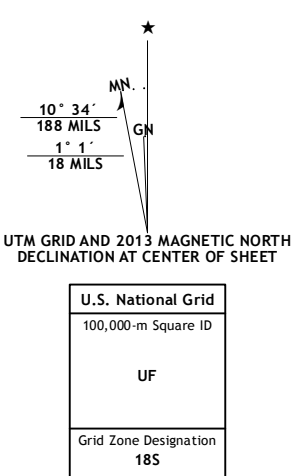 ★
MN
10° 34´
188 MILS
GN
1° 1´
18 MILS
UTM GRID AND 2013 MAGNETIC NORTH
DECLINATION AT CENTER OF SHEET
U.S. National Grid
100,000-m Square ID
UF
Grid Zone Designation
18S